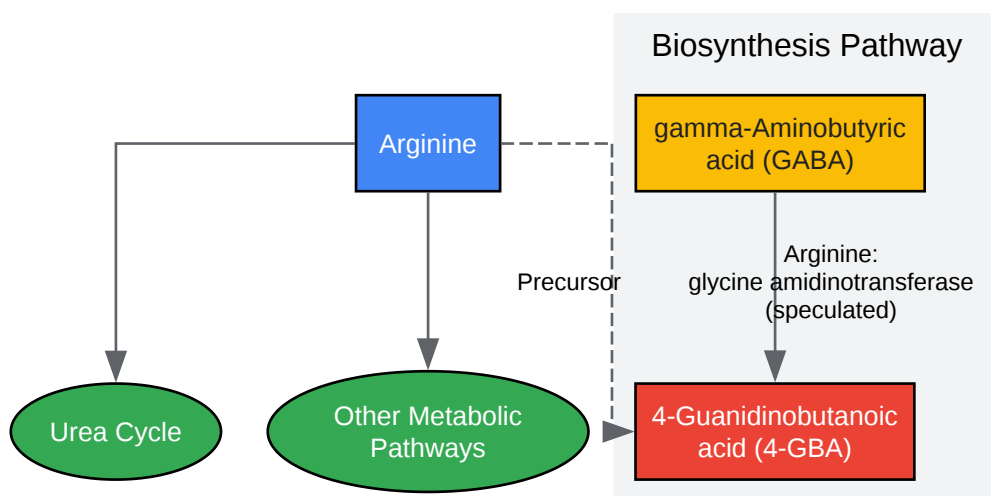 Biosynthesis Pathway
Arginine
gamma-Aminobutyric
acid (GABA)
Precursor
Arginine:
glycine amidinotransferase
(speculated)
Urea Cycle
Other Metabolic
Pathways
4-Guanidinobutanoic
acid (4-GBA)